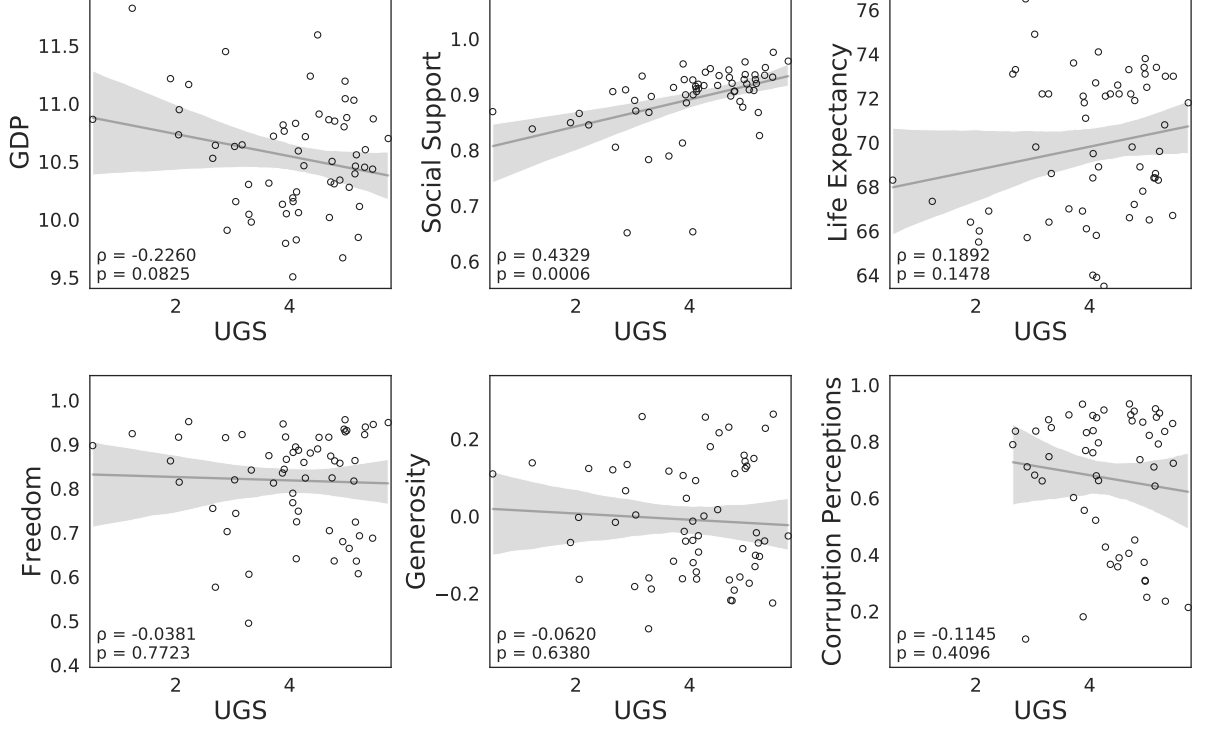 GDP
11.5
11.0
10.5
10.0
9.5
ρ = -0.2260
p = 0.0825
2
4
UGS
Social Support
1.0
0.9
0.8
0.7
0.6
ρ = 0.4329
p = 0.0006
2
4
UGS
Life Expectancy
76
74
72
70
68
66
64
ρ = 0.1892
p = 0.1478
2
4
UGS
Freedom
1.0
0.9
0.8
0.7
0.6
0.5
0.4
ρ = -0.0381
p = 0.7723
2
4
UGS
Generosity
0.2
0.0
−0.2
ρ = -0.0620
p = 0.6380
2
4
UGS
Corruption Perceptions
1.0
0.8
0.6
0.4
0.2
ρ = -0.1145
p = 0.4096
2
4
UGS